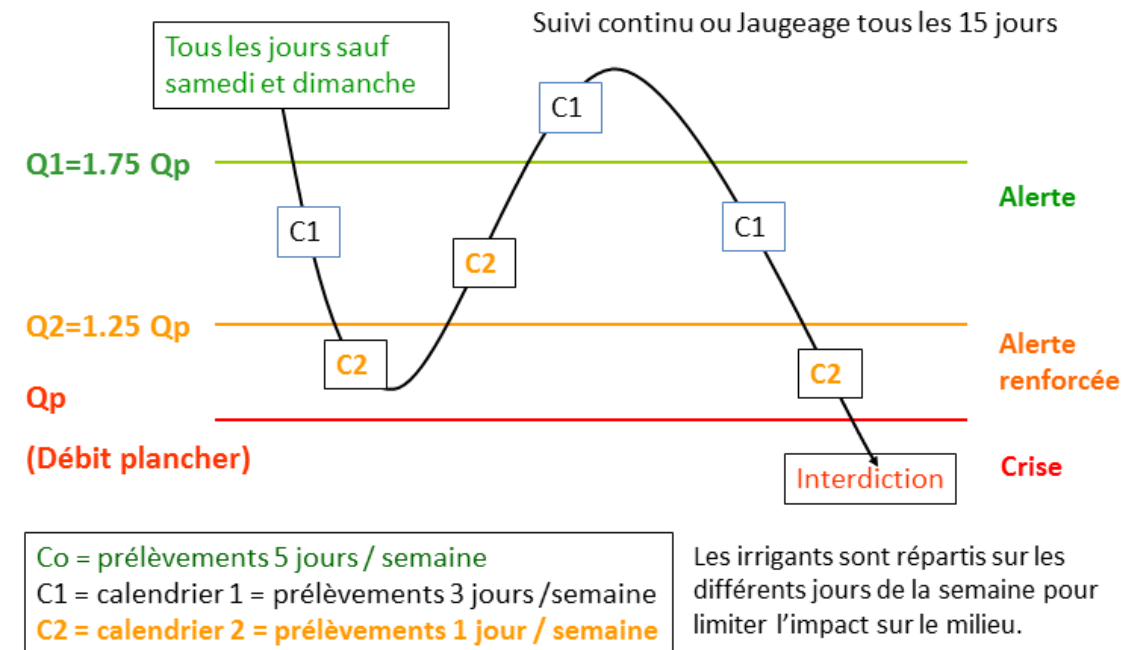 Suivi continu ou Jaugeage tous les 15 jours
Tous les jours sauf
samedi et dimanche
C1
Q1=1.75 Qp
Alerte
C1
C1
C2
Q2=1.25 Qp
Alerte
renforcée
C2
C2
Qp
(Débit plancher)
Crise
Interdiction
Co = prélèvements 5 jours / semaine
C1 = calendrier 1 = prélèvements 3 jours /semaine
C2 = calendrier 2 = prélèvements 1 jour / semaine
Les irrigants sont répartis sur les
différents jours de la semaine pour
limiter l’impact sur le milieu.